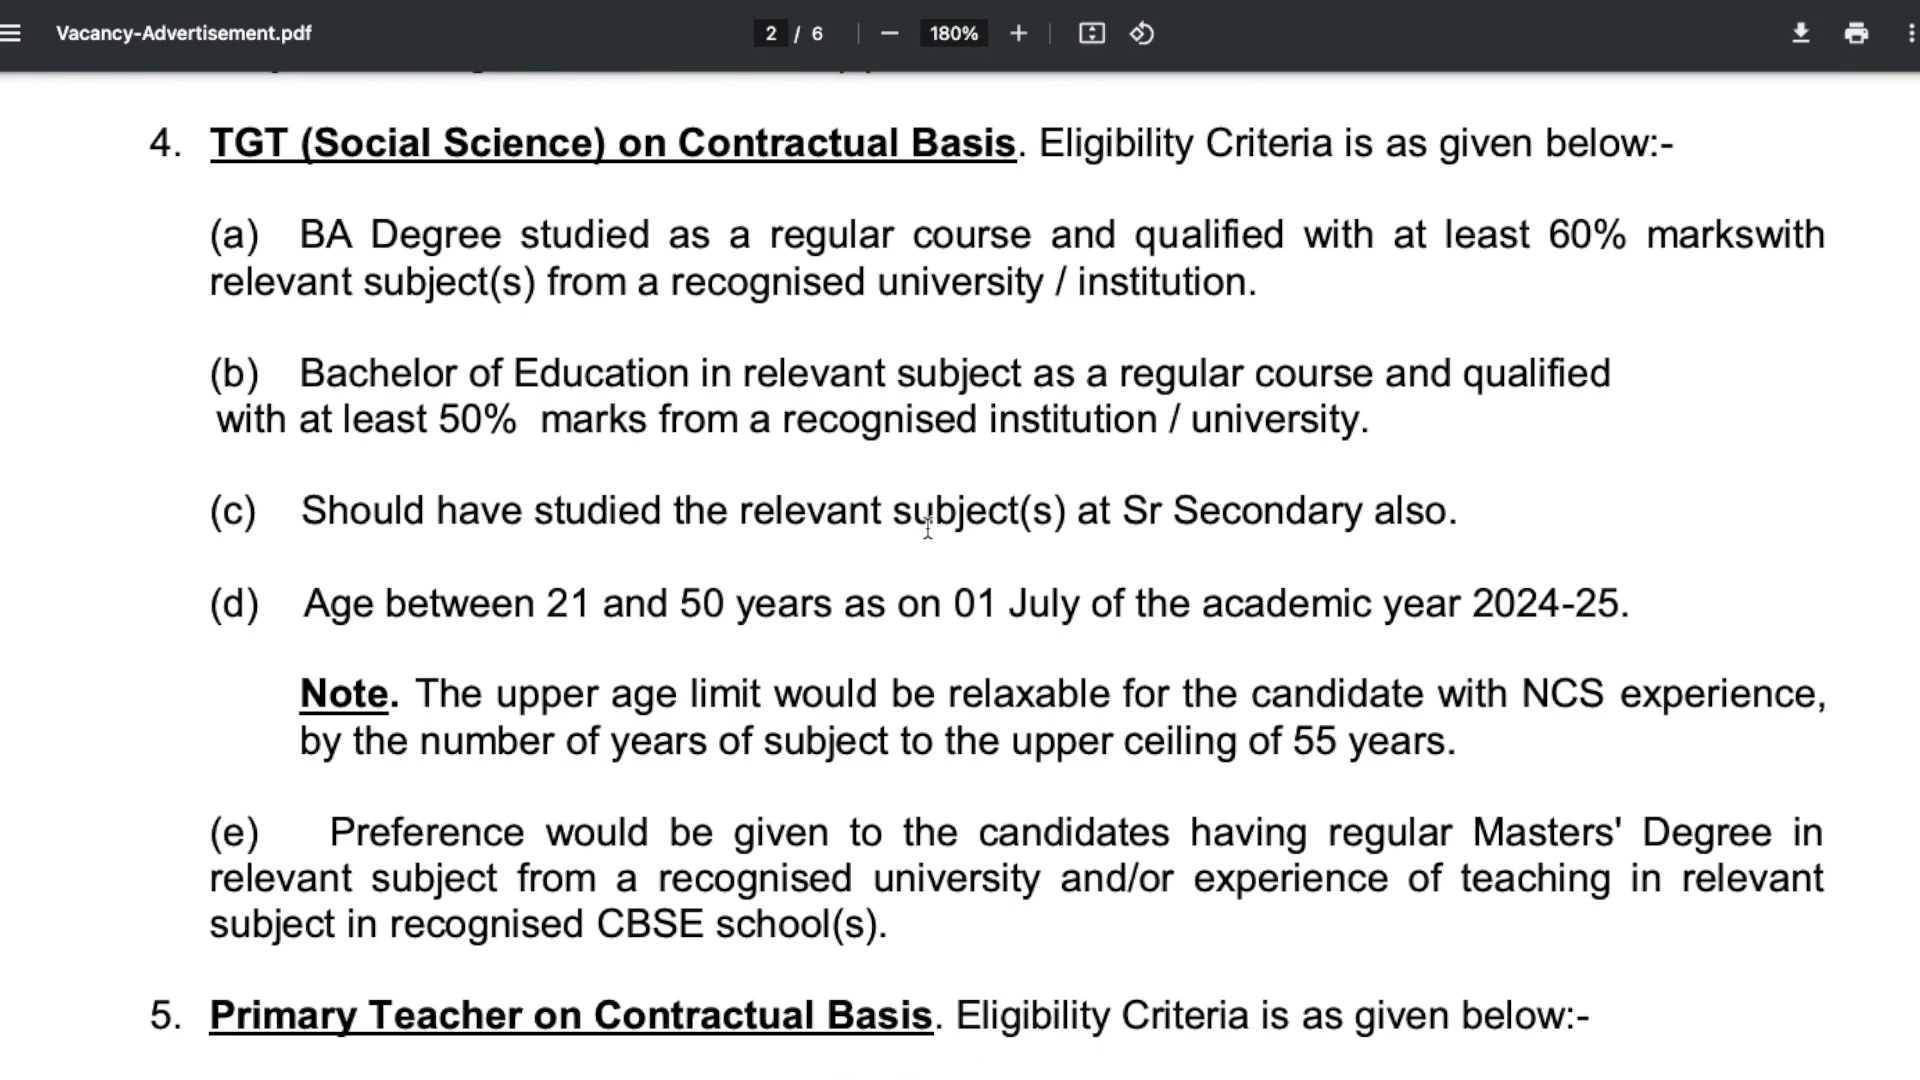 Vacancy-Advertisement.pdf
2 / 6
180%
4. TGT (Social Science) on Contractual Basis. Eligibility Criteria is as given below:-
(a) BA Degree studied as a regular course and qualified with at least 60% markswith
relevant subject(s) from a recognised university / institution.
(b) Bachelor of Education in relevant subject as a regular course and qualified
with at least 50% marks from a recognised institution / university.
(c) Should have studied the relevant subject(s) at Sr Secondary also.
(d) Age between 21 and 50 years as on 01 July of the academic year 2024-25.
Note. The upper age limit would be relaxable for the candidate with NCS experience,
by the number of years of subject to the upper ceiling of 55 years.
(e) Preference would be given to the candidates having regular Masters' Degree in
relevant subject from a recognised university and/or experience of teaching in relevant
subject in recognised CBSE school(s).
5. Primary Teacher on Contractual Basis. Eligibility Criteria is as given below:-